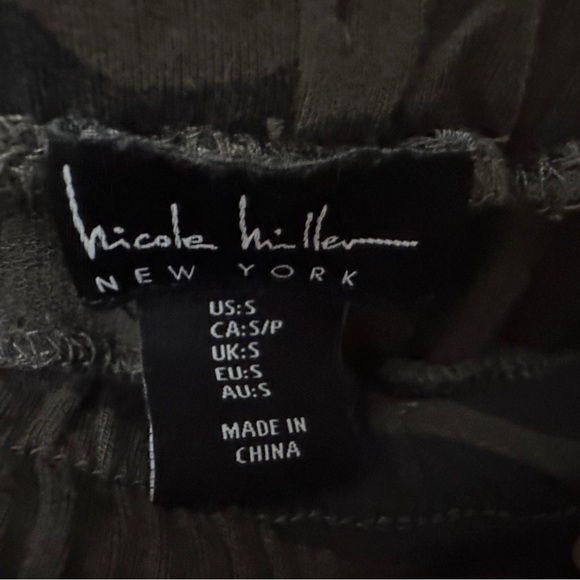 Nicole Miller
NEW YORK
US:S
CA:S/P
UK:S
EU:S
AU:S
MADE IN
CHINA